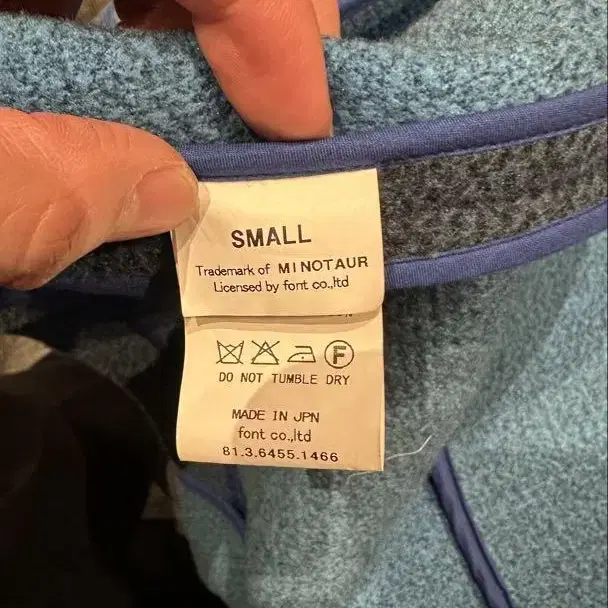 SMALL
Trademark of MINOTAUR
Licensed by font co.,ltd
F
DO NOT TUMBLE DRY
MADE IN JPN
font co.,ltd
81.3.6455.1466